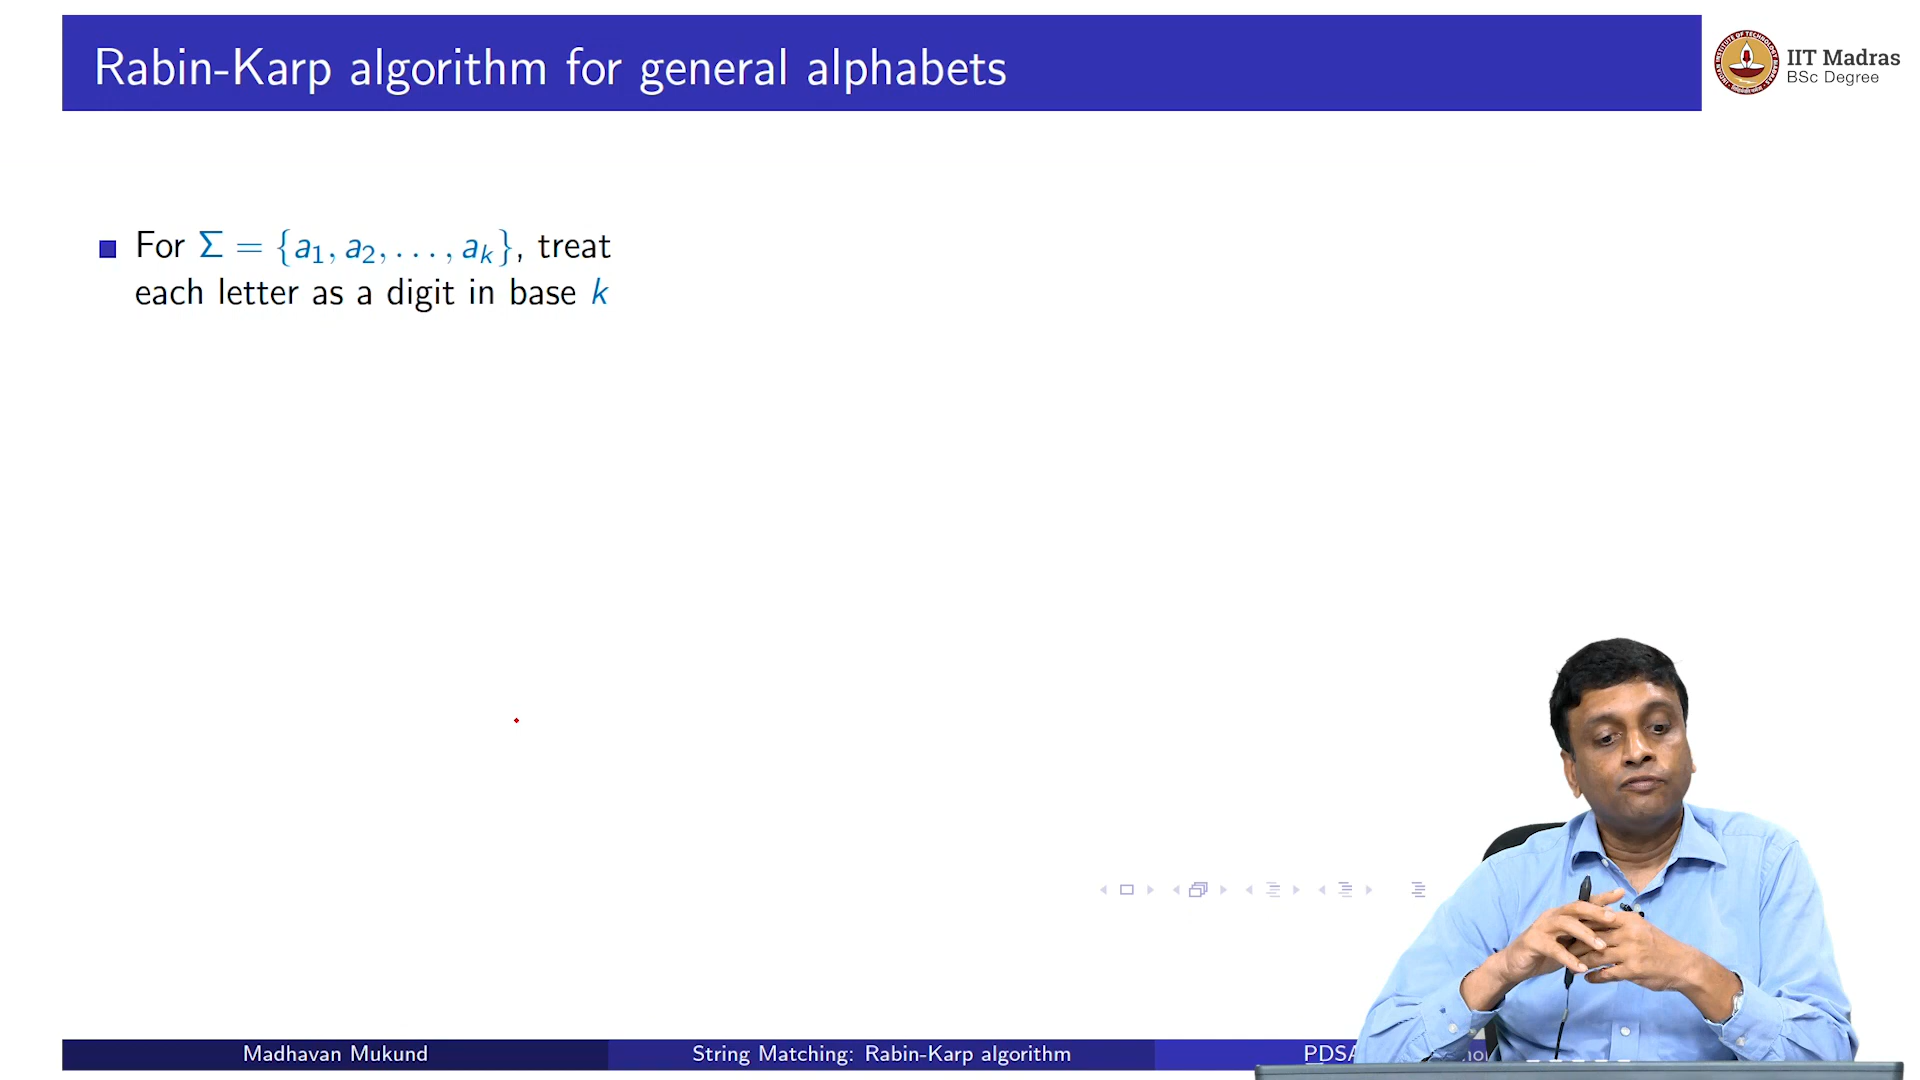 Rabin-Karp algorithm for general alphabets
IIT Madras
BSc Degree
For Σ = {a₁, a₂, . . . , aₖ}, treat
each letter as a digit in base k
Madhavan Mukund
String Matching: Rabin-Karp algorithm